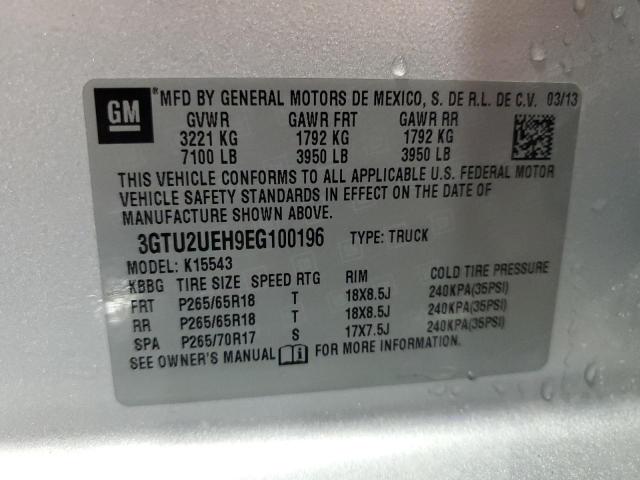 GM ® MFD BY GENERAL MOTORS DE MEXICO, S. DE R.L. DE C.V. 03/13
GVWR GAWR FRT GAWR RR
3221 KG 1792 KG 1792 KG
7100 LB 3950 LB 3950 LB
THIS VEHICLE CONFORMS TO ALL APPLICABLE U.S. FEDERAL MOTOR
VEHICLE SAFETY STANDARDS IN EFFECT ON THE DATE OF
MANUFACTURE SHOWN ABOVE.
3GTU2UEH9EG100196 TYPE: TRUCK
MODEL: K15543
KBBG TIRE SIZE SPEED RTG RIM COLD TIRE PRESSURE
FRT P265/65R18 T 18X8.5J 240KPA(35PSI)
RR P265/65R18 T 18X8.5J 240KPA(35PSI)
SPA P265/70R17 S 17X7.5J 240KPA(35PSI)
SEE OWNER'S MANUAL i FOR MORE INFORMATION.